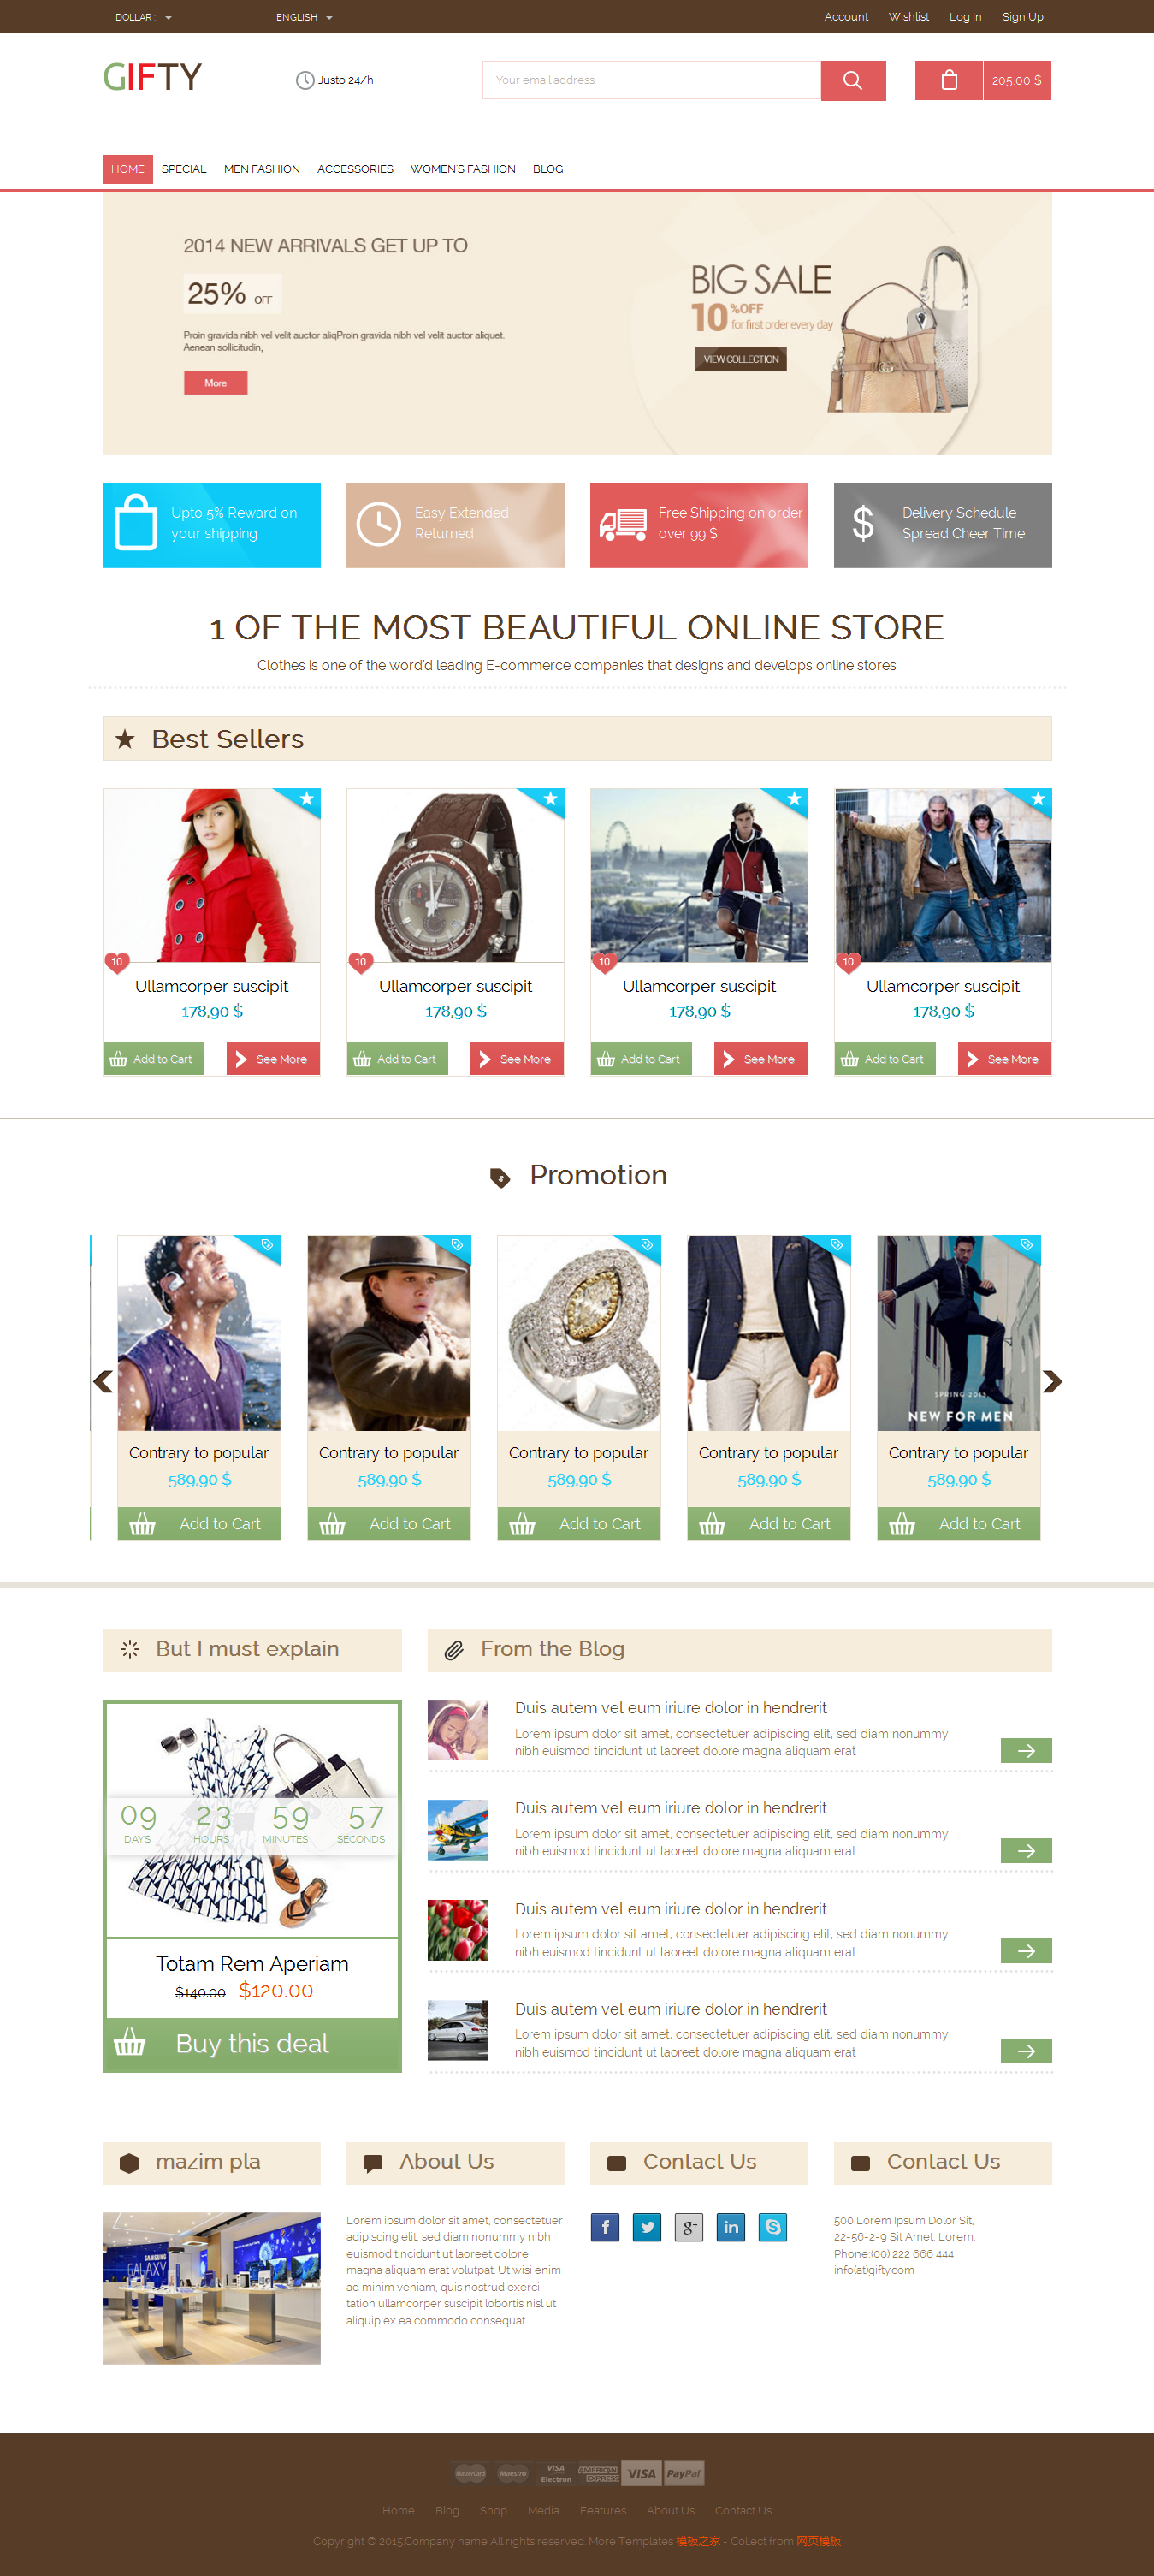 DOLLAR : ENGLISH Account Wishlist Log In Sign Up
GIFTY Justo 24/h Your email address 205.00 $
HOME SPECIAL MEN FASHION ACCESSORIES WOMEN'S FASHION BLOG
2014 NEW ARRIVALS GET UP TO
25% OFF
Proin gravida nibh vel velit auctor aliqProin gravida nibh vel velit auctor aliquet.
Aenean sollicitudin,
More
BIG SALE
10 %OFF
for first order every day
VIEW COLLECTION
Upto 5% Reward on
your shipping
Easy Extended
Returned
Free Shipping on order
over 99 $
$
Delivery Schedule
Spread Cheer Time
1 OF THE MOST BEAUTIFUL ONLINE STORE
Clothes is one of the word'd leading E-commerce companies that designs and develops online stores
Best Sellers
10 10 10 10
Ullamcorper suscipit Ullamcorper suscipit Ullamcorper suscipit Ullamcorper suscipit
178,90 $ 178,90 $ 178,90 $ 178,90 $
Add to Cart See More Add to Cart See More Add to Cart See More Add to Cart See More
Promotion
SPRING 2013
NEW FOR MEN
Contrary to popular Contrary to popular Contrary to popular Contrary to popular Contrary to popular
589,90 $ 589,90 $ 589,90 $ 589,90 $ 589,90 $
Add to Cart Add to Cart Add to Cart Add to Cart Add to Cart
But I must explain
09 23 59 57
DAYS HOURS MINUTES SECONDS
Totam Rem Aperiam
$140.00 $120.00
Buy this deal
From the Blog
Duis autem vel eum iriure dolor in hendrerit
Lorem ipsum dolor sit amet, consectetuer adipiscing elit, sed diam nonummy
nibh euismod tincidunt ut laoreet dolore magna aliquam erat
Duis autem vel eum iriure dolor in hendrerit
Lorem ipsum dolor sit amet, consectetuer adipiscing elit, sed diam nonummy
nibh euismod tincidunt ut laoreet dolore magna aliquam erat
Duis autem vel eum iriure dolor in hendrerit
Lorem ipsum dolor sit amet, consectetuer adipiscing elit, sed diam nonummy
nibh euismod tincidunt ut laoreet dolore magna aliquam erat
Duis autem vel eum iriure dolor in hendrerit
Lorem ipsum dolor sit amet, consectetuer adipiscing elit, sed diam nonummy
nibh euismod tincidunt ut laoreet dolore magna aliquam erat
mazim pla
SAMSUNG
GALAXY
About Us
Lorem ipsum dolor sit amet, consectetuer
adipiscing elit, sed diam nonummy nibh
euismod tincidunt ut laoreet dolore
magna aliquam erat volutpat. Ut wisi enim
ad minim veniam, quis nostrud exerci
tation ullamcorper suscipit lobortis nisl ut
aliquip ex ea commodo consequat
Contact Us
Contact Us
500 Lorem Ipsum Dolor Sit,
22-56-2-9 Sit Amet, Lorem,
Phone:(00) 222 666 444
info(at)gifty.com
MasterCard Maestro VISA Electron AMERICAN EXPRESS VISA PayPal
Home Blog Shop Media Features About Us Contact Us
Copyright © 2015.Company name All rights reserved. More Templates 模板之家 - Collect from 网页模板